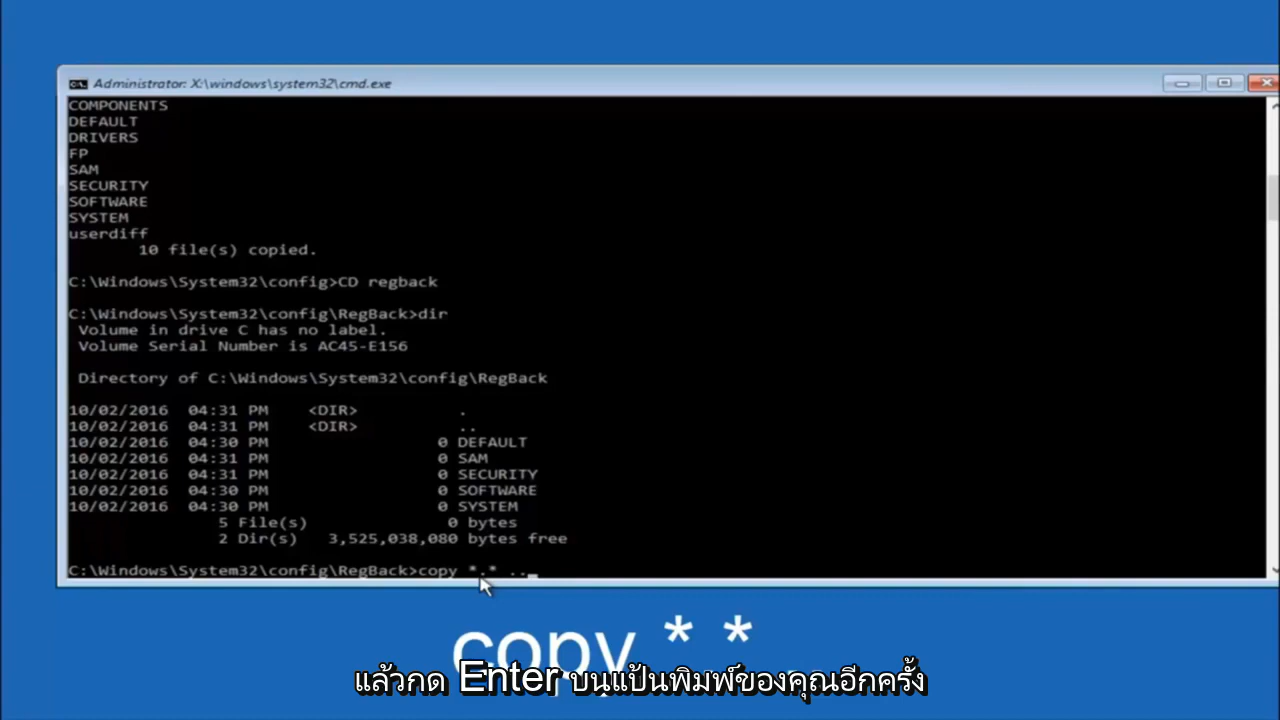 Administrator: X:\windows\system32\cmd.exe
COMPONENTS
DEFAULT
DRIVERS
FP
SAM
SECURITY
SOFTWARE
SYSTEM
userdiff
10 file(s) copied.
C:\Windows\System32\config>CD regback
C:\Windows\System32\config\RegBack>dir
Volume in drive C has no label.
Volume Serial Number is AC45-E156
Directory of C:\Windows\System32\config\RegBack
10/02/2016 04:31 PM <DIR> .
10/02/2016 04:31 PM <DIR> ..
10/02/2016 04:30 PM 0 DEFAULT
10/02/2016 04:31 PM 0 SAM
10/02/2016 04:31 PM 0 SECURITY
10/02/2016 04:30 PM 0 SOFTWARE
10/02/2016 04:30 PM 0 SYSTEM
5 File(s) 0 bytes
2 Dir(s) 3,525,038,080 bytes free
C:\Windows\System32\config\RegBack>copy *.* .._
copy *.* ..
แล้วกด Enter บนแป้นพิมพ์ของคุณอีกครั้ง